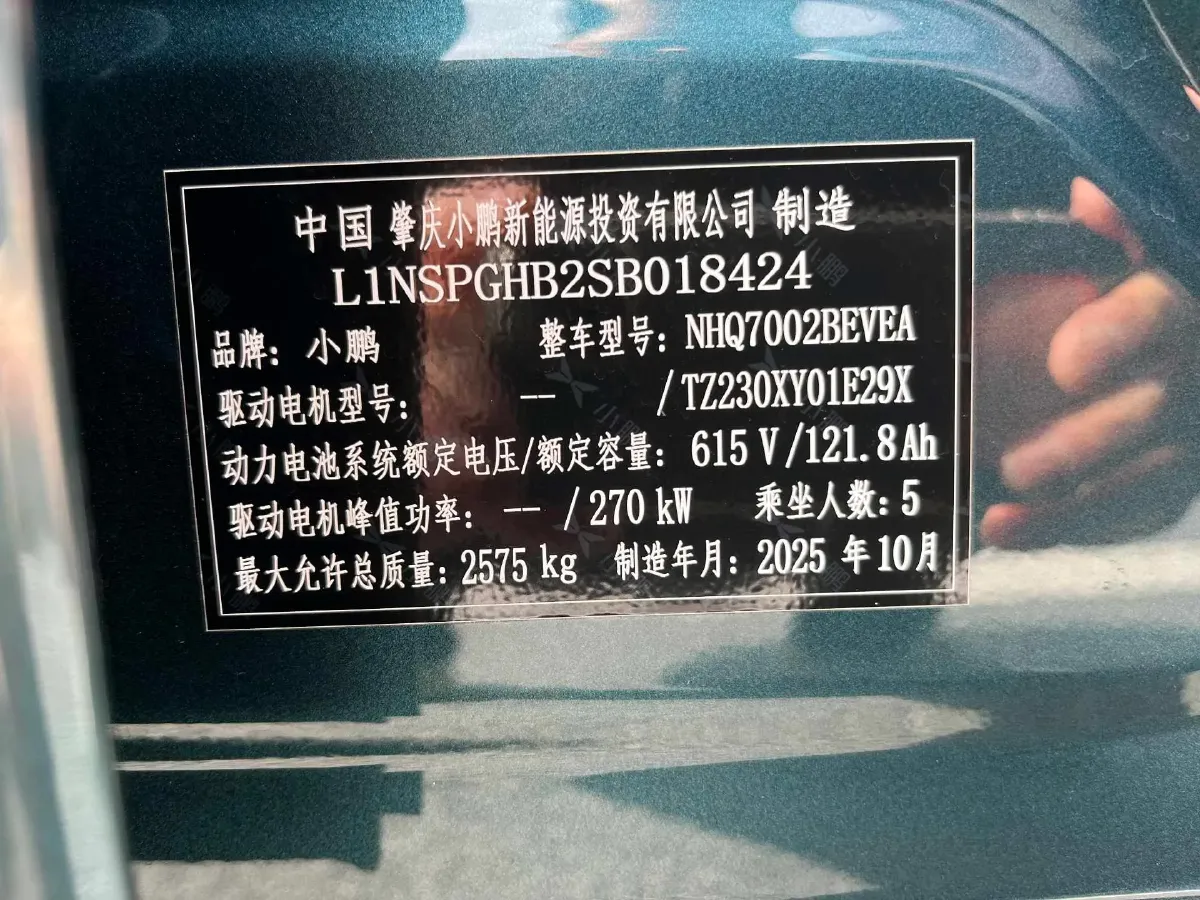 中国 肇庆小鹏新能源投资有限公司 制造
L1NSPGHB2SB018424
品牌: 小鹏 整车型号: NHQ7002BEVEA
驱动电机型号: -- /TZ230XY01E29X
动力电池系统额定电压/额定容量: 615 V/121.8Ah
驱动电机峰值功率: -- /270 kW 乘坐人数: 5
最大允许总质量: 2575 kg 制造年月: 2025 年10月